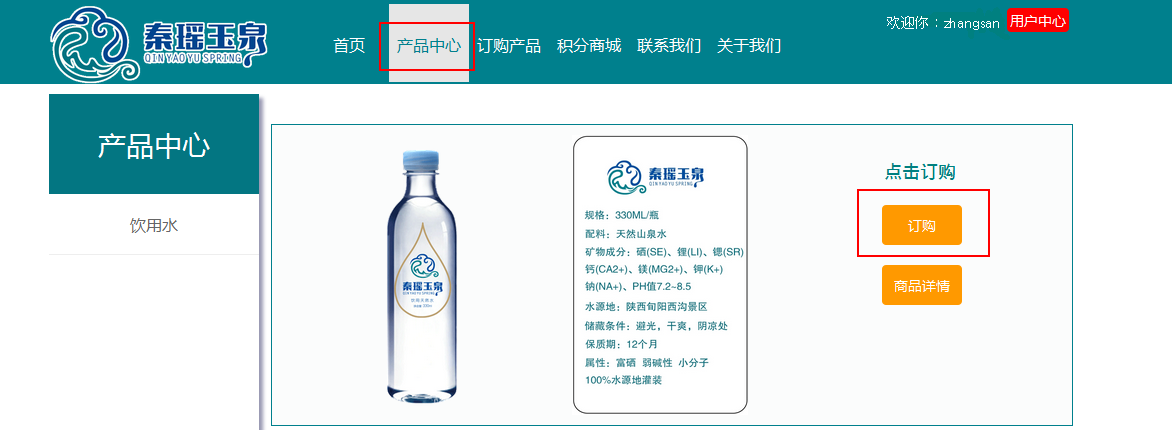 秦瑶玉泉
QIN YAO YU SPRING
首页 产品中心 订购产品 积分商城 联系我们 关于我们
欢迎你：zhangsan 用户中心
产品中心
饮用水
秦瑶玉泉
QIN YAO YU SPRING
秦瑶玉泉
QIN YAO YU SPRING
规格：330ML/瓶
配料：天然山泉水
矿物成分：硒(SE)、锂(LI)、锶(SR)
钙(CA2+)、镁(MG2+)、钾(K+)
钠(NA+)、PH值7.2~8.5
水源地：陕西旬阳西沟景区
储藏条件：避光，干爽，阴凉处
保质期：12个月
属性：富硒 弱碱性 小分子
100%水源地灌装
点击订购
订购
商品详情